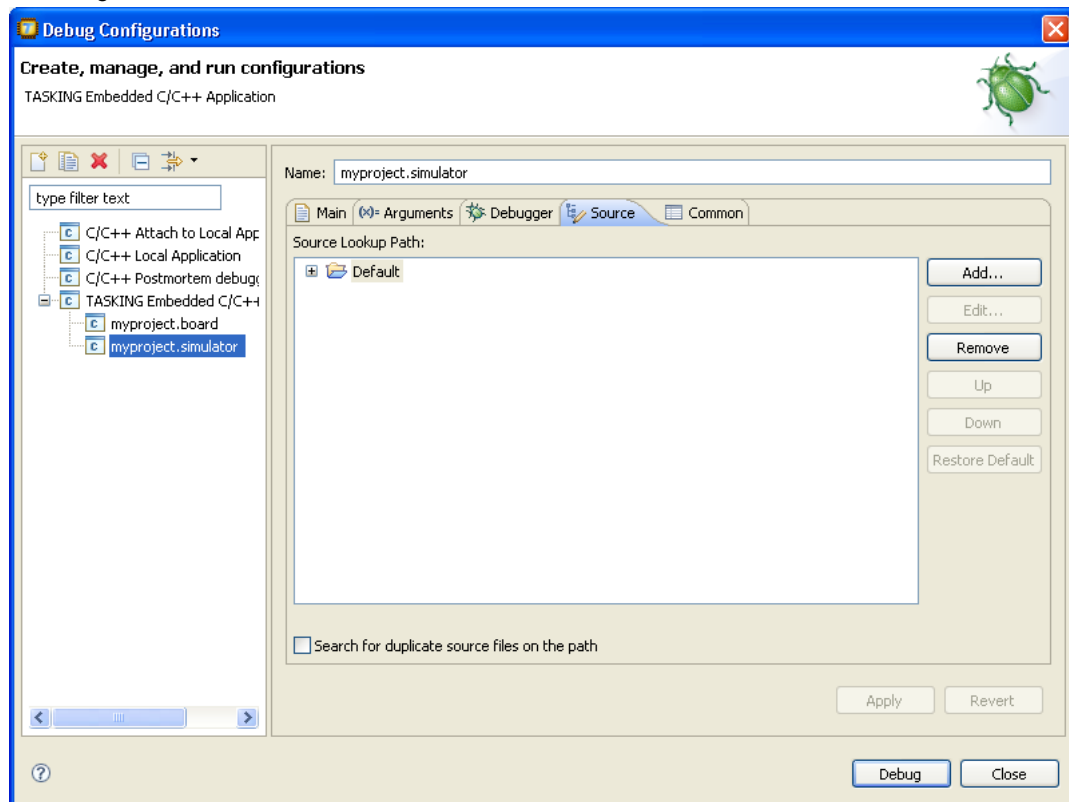 Debug Configurations
Create, manage, and run configurations
TASKING Embedded C/C++ Application
type filter text
C/C++ Attach to Local App
C/C++ Local Application
C/C++ Postmortem debugg
TASKING Embedded C/C++
myproject.board
myproject.simulator
Name: myproject.simulator
Main (x)= Arguments Debugger Source Common
Source Lookup Path:
Default
Add...
Edit...
Remove
Up
Down
Restore Default
Search for duplicate source files on the path
Apply Revert
Debug Close